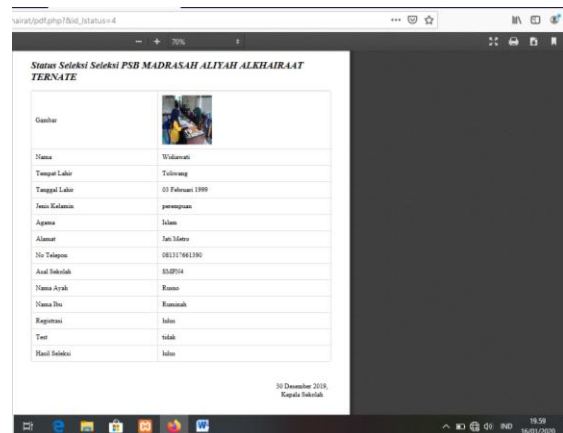 airat/pdf.php?&id_lstatus=4
70%
Status Seleksi Seleksi PSB MADRASAH ALIYAH ALKHAIRAAT
TERNATE
Gambar
Nama Widiawati
Tempat Lahir Toliwang
Tanggal Lahir 03 Februari 1999
Jenis Kelamin perempuan
Agama Islam
Alamat Jati Metro
No Telepon 081317661390
Asal Sekolah SMPN4
Nama Ayah Rusno
Nama Ibu Ruminah
Registrasi lulus
Test tidak
Hasil Seleksi lulus
30 Desember 2019,
Kepala Sekolah
IND
19.59
16/01/2020